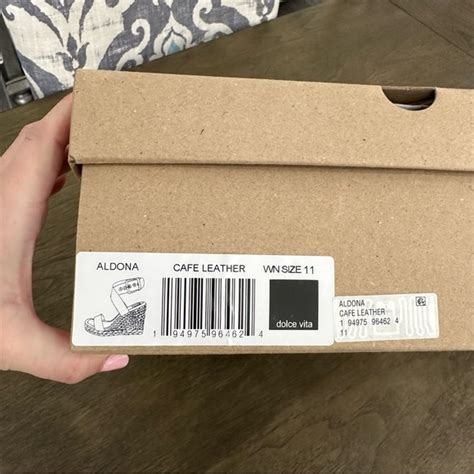 ALDONA CAFE LEATHER WN SIZE 11
1 94975 96462 4
dolce vita
ALDONA
CAFE LEATHER
1 94975 96462 4
11